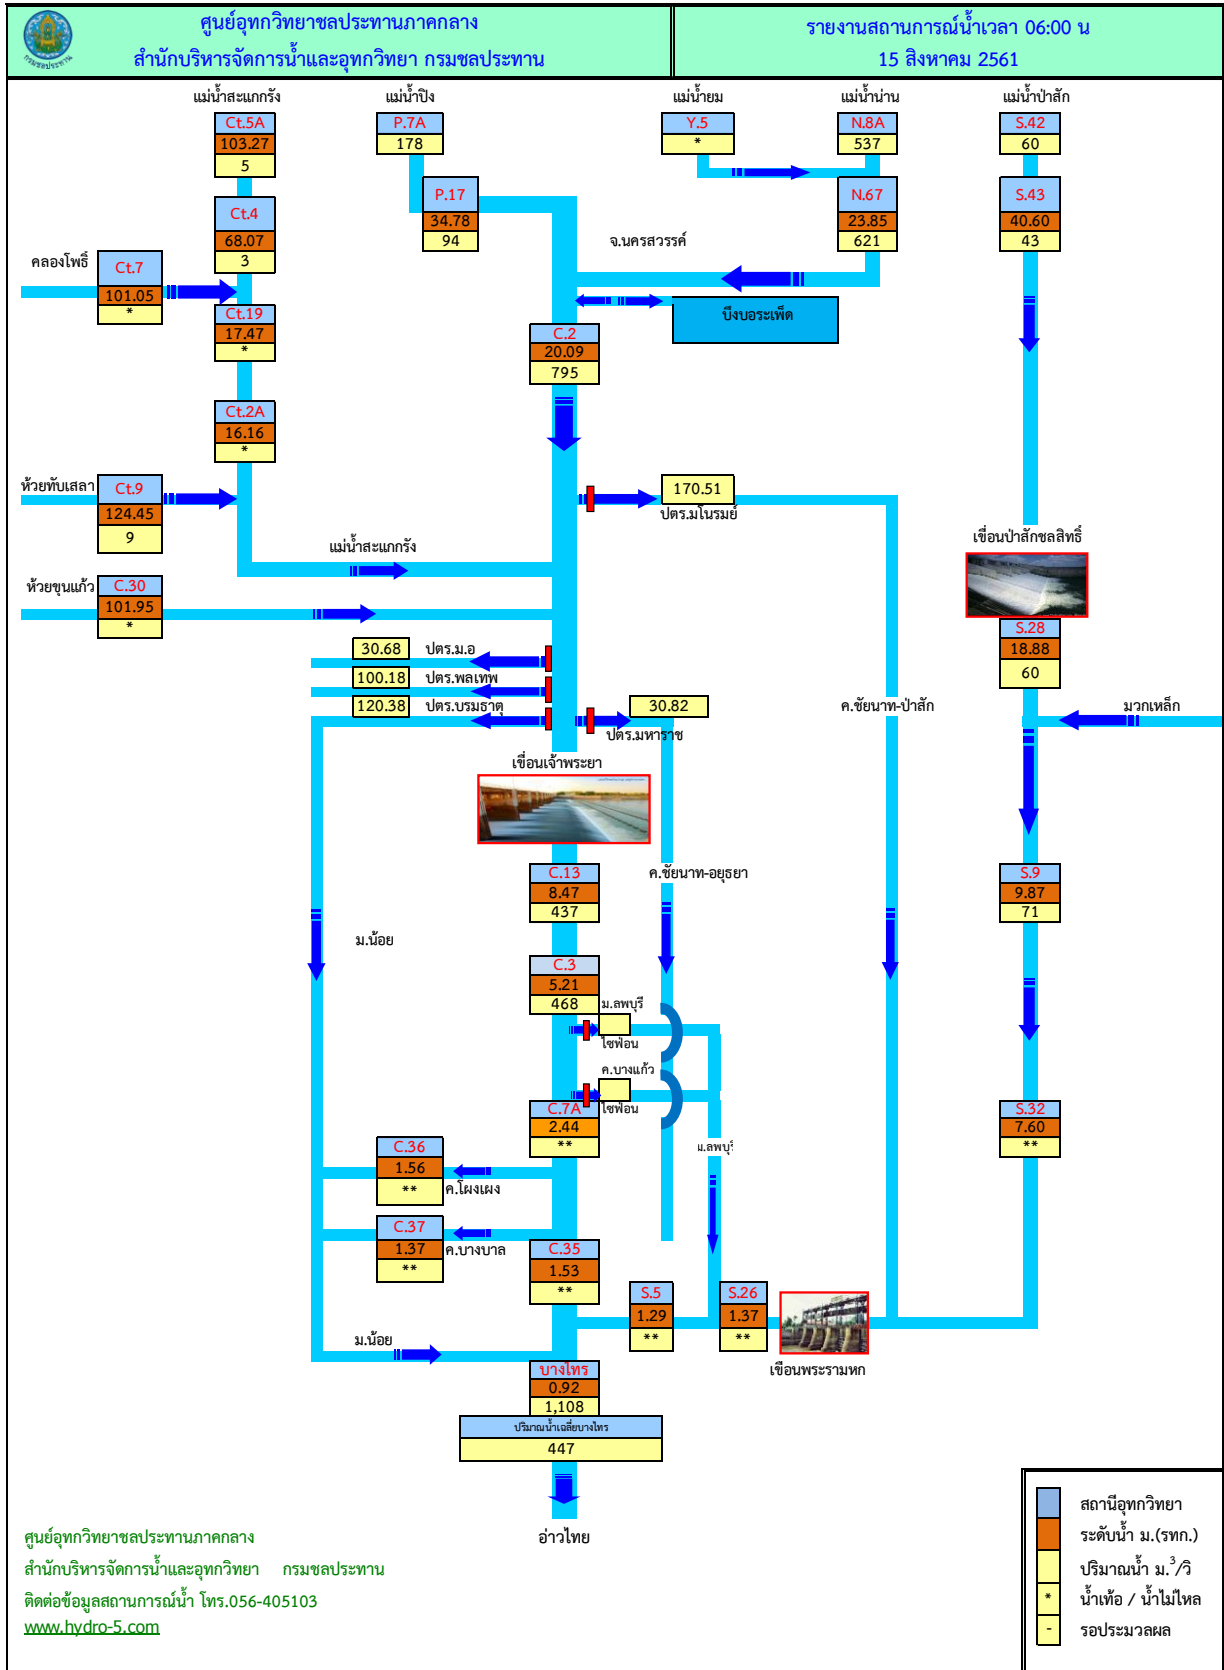 ศูนย์อุทกวิทยาชลประทานภาคกลาง
สำนักบริหารจัดการน้ำและอุทกวิทยา กรมชลประทาน
รายงานสถานการณ์น้ำเวลา 06:00 น
15 สิงหาคม 2561
กรมชลประทาน
แม่น้ำสะแกกรัง
แม่น้ำปิง
แม่น้ำยม
แม่น้ำน่าน
แม่น้ำป่าสัก
Ct.5A
103.27
5
P.7A
178
Y.5
*
N.8A
537
S.42
60
Ct.4
68.07
3
P.17
34.78
94
N.67
23.85
621
S.43
40.60
43
จ.นครสวรรค์
คลองโพธิ์
Ct.7
101.05
*
Ct.19
17.47
*
บึงบอระเพ็ด
C.2
20.09
795
Ct.2A
16.16
*
ห้วยทับเสลา
Ct.9
124.45
9
170.51
ปตร.มโนรมย์
แม่น้ำสะแกกรัง
เขื่อนป่าสักชลสิทธิ์
ห้วยขุนแก้ว
C.30
101.95
*
S.28
18.88
60
30.68
ปตร.ม.อ
100.18
ปตร.พลเทพ
120.38
ปตร.บรมธาตุ
30.82
ปตร.มหาราช
ค.ชัยนาท-ป่าสัก
มวกเหล็ก
เขื่อนเจ้าพระยา
C.13
8.47
437
ค.ชัยนาท-อยุธยา
S.9
9.87
71
ม.น้อย
C.3
5.21
468
ม.ลพบุรี
ไซฟ่อน
ค.บางแก้ว
ไซฟ่อน
C.7A
2.44
**
S.32
7.60
**
ม.ลพบุรี
C.36
1.56
**
ค.โผงเผง
C.37
1.37
**
ค.บางบาล
C.35
1.53
**
S.5
1.29
**
S.26
1.37
**
ม.น้อย
เขือนพระรามหก
บางไทร
0.92
1,108
ปริมาณน้ำเฉลี่ยบางไทร
447
อ่าวไทย
สถานีอุทกวิทยา
ระดับน้ำ ม.(รทก.)
ปริมาณน้ำ ม.³/วิ
* น้ำเท้อ / น้ำไม่ไหล
- รอประมวลผล
ศูนย์อุทกวิทยาชลประทานภาคกลาง
สำนักบริหารจัดการน้ำและอุทกวิทยา กรมชลประทาน
ติดต่อข้อมูลสถานการณ์น้ำ โทร.056-405103
www.hydro-5.com